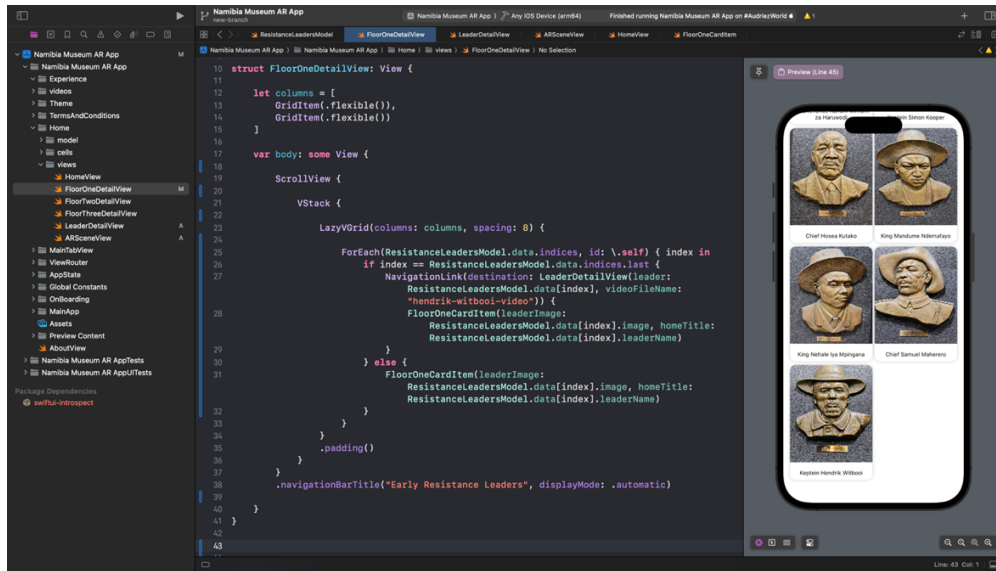 Namibia Museum AR App
new-branch
Namibia Museum AR App
Any iOS Device (arm64)
Finished running Namibia Museum AR App on #AudriezWorld
1
ResistanceLeadersModel
FloorOneDetailView
LeaderDetailView
ARSceneView
HomeView
FloorOneCardItem
Namibia Museum AR App
Namibia Museum AR App
Home
views
FloorOneDetailView
No Selection
Namibia Museum AR App M
Namibia Museum AR App
Experience
videos
Theme
TermsAndConditions
Home
model
cells
views
HomeView
FloorOneDetailView M
FloorTwoDetailView
FloorThreeDetailView
LeaderDetailView A
ARSceneView A
MainTabView
ViewRouter
AppState
Global Constants
OnBoarding
MainApp
Assets
Preview Content
AboutView
Namibia Museum AR AppTests
Namibia Museum AR AppUITests
Package Dependencies
swiftui-introspect
10 struct FloorOneDetailView: View {
11
12 let columns = [
13 GridItem(.flexible()),
14 GridItem(.flexible())
15 ]
16
17 var body: some View {
18
19 ScrollView {
20
21 VStack {
22
23 LazyVGrid(columns: columns, spacing: 8) {
24
25 ForEach(ResistanceLeadersModel.data.indices, id: \.self) { index in
26 if index == ResistanceLeadersModel.data.indices.last {
27 NavigationLink(destination: LeaderDetailView(leader:
ResistanceLeadersModel.data[index], videoFileName:
"hendrik-witbooi-video")) {
28 FloorOneCardItem(leaderImage:
ResistanceLeadersModel.data[index].image, homeTitle:
ResistanceLeadersModel.data[index].leaderName)
29 }
30 } else {
31 FloorOneCardItem(leaderImage:
ResistanceLeadersModel.data[index].image, homeTitle:
ResistanceLeadersModel.data[index].leaderName)
32 }
33 }
34 }
35 .padding()
36 }
37 }
38 .navigationBarTitle("Early Resistance Leaders", displayMode: .automatic)
39
40 }
41 }
42
43
Preview (Line 45)
za Haruwodi
Simon Kooper
Chief Hosea Kutako
King Mandume Ndemafayo
King Nehale Iya Mpingana
Chief Samuel Maherero
Keptein Hendrik Witbooi
Line: 43 Col: 1